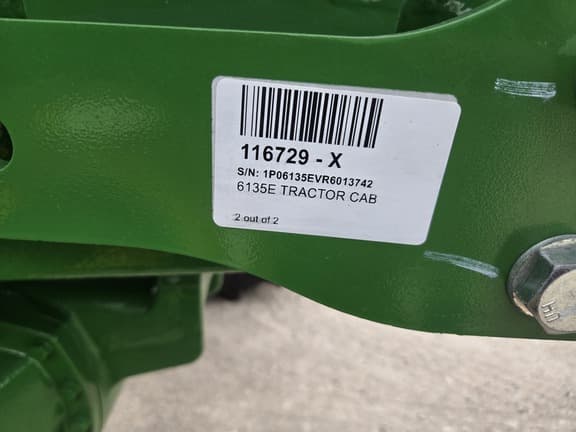 116729 - X
S/N: 1P06135EVR6013742
6135E TRACTOR CAB
2 out of 2